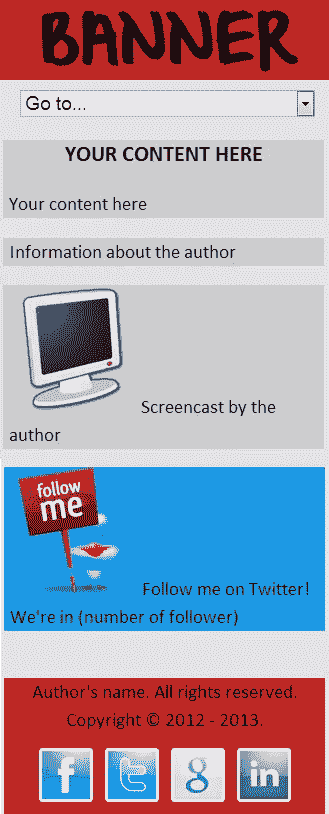 BANNER
Go to...
YOUR CONTENT HERE
Your content here
Information about the author
Screencast by the
author
follow
me
Follow me on Twitter!
We're in (number of follower)
Author's name. All rights reserved.
Copyright © 2012 - 2013.
f t g in